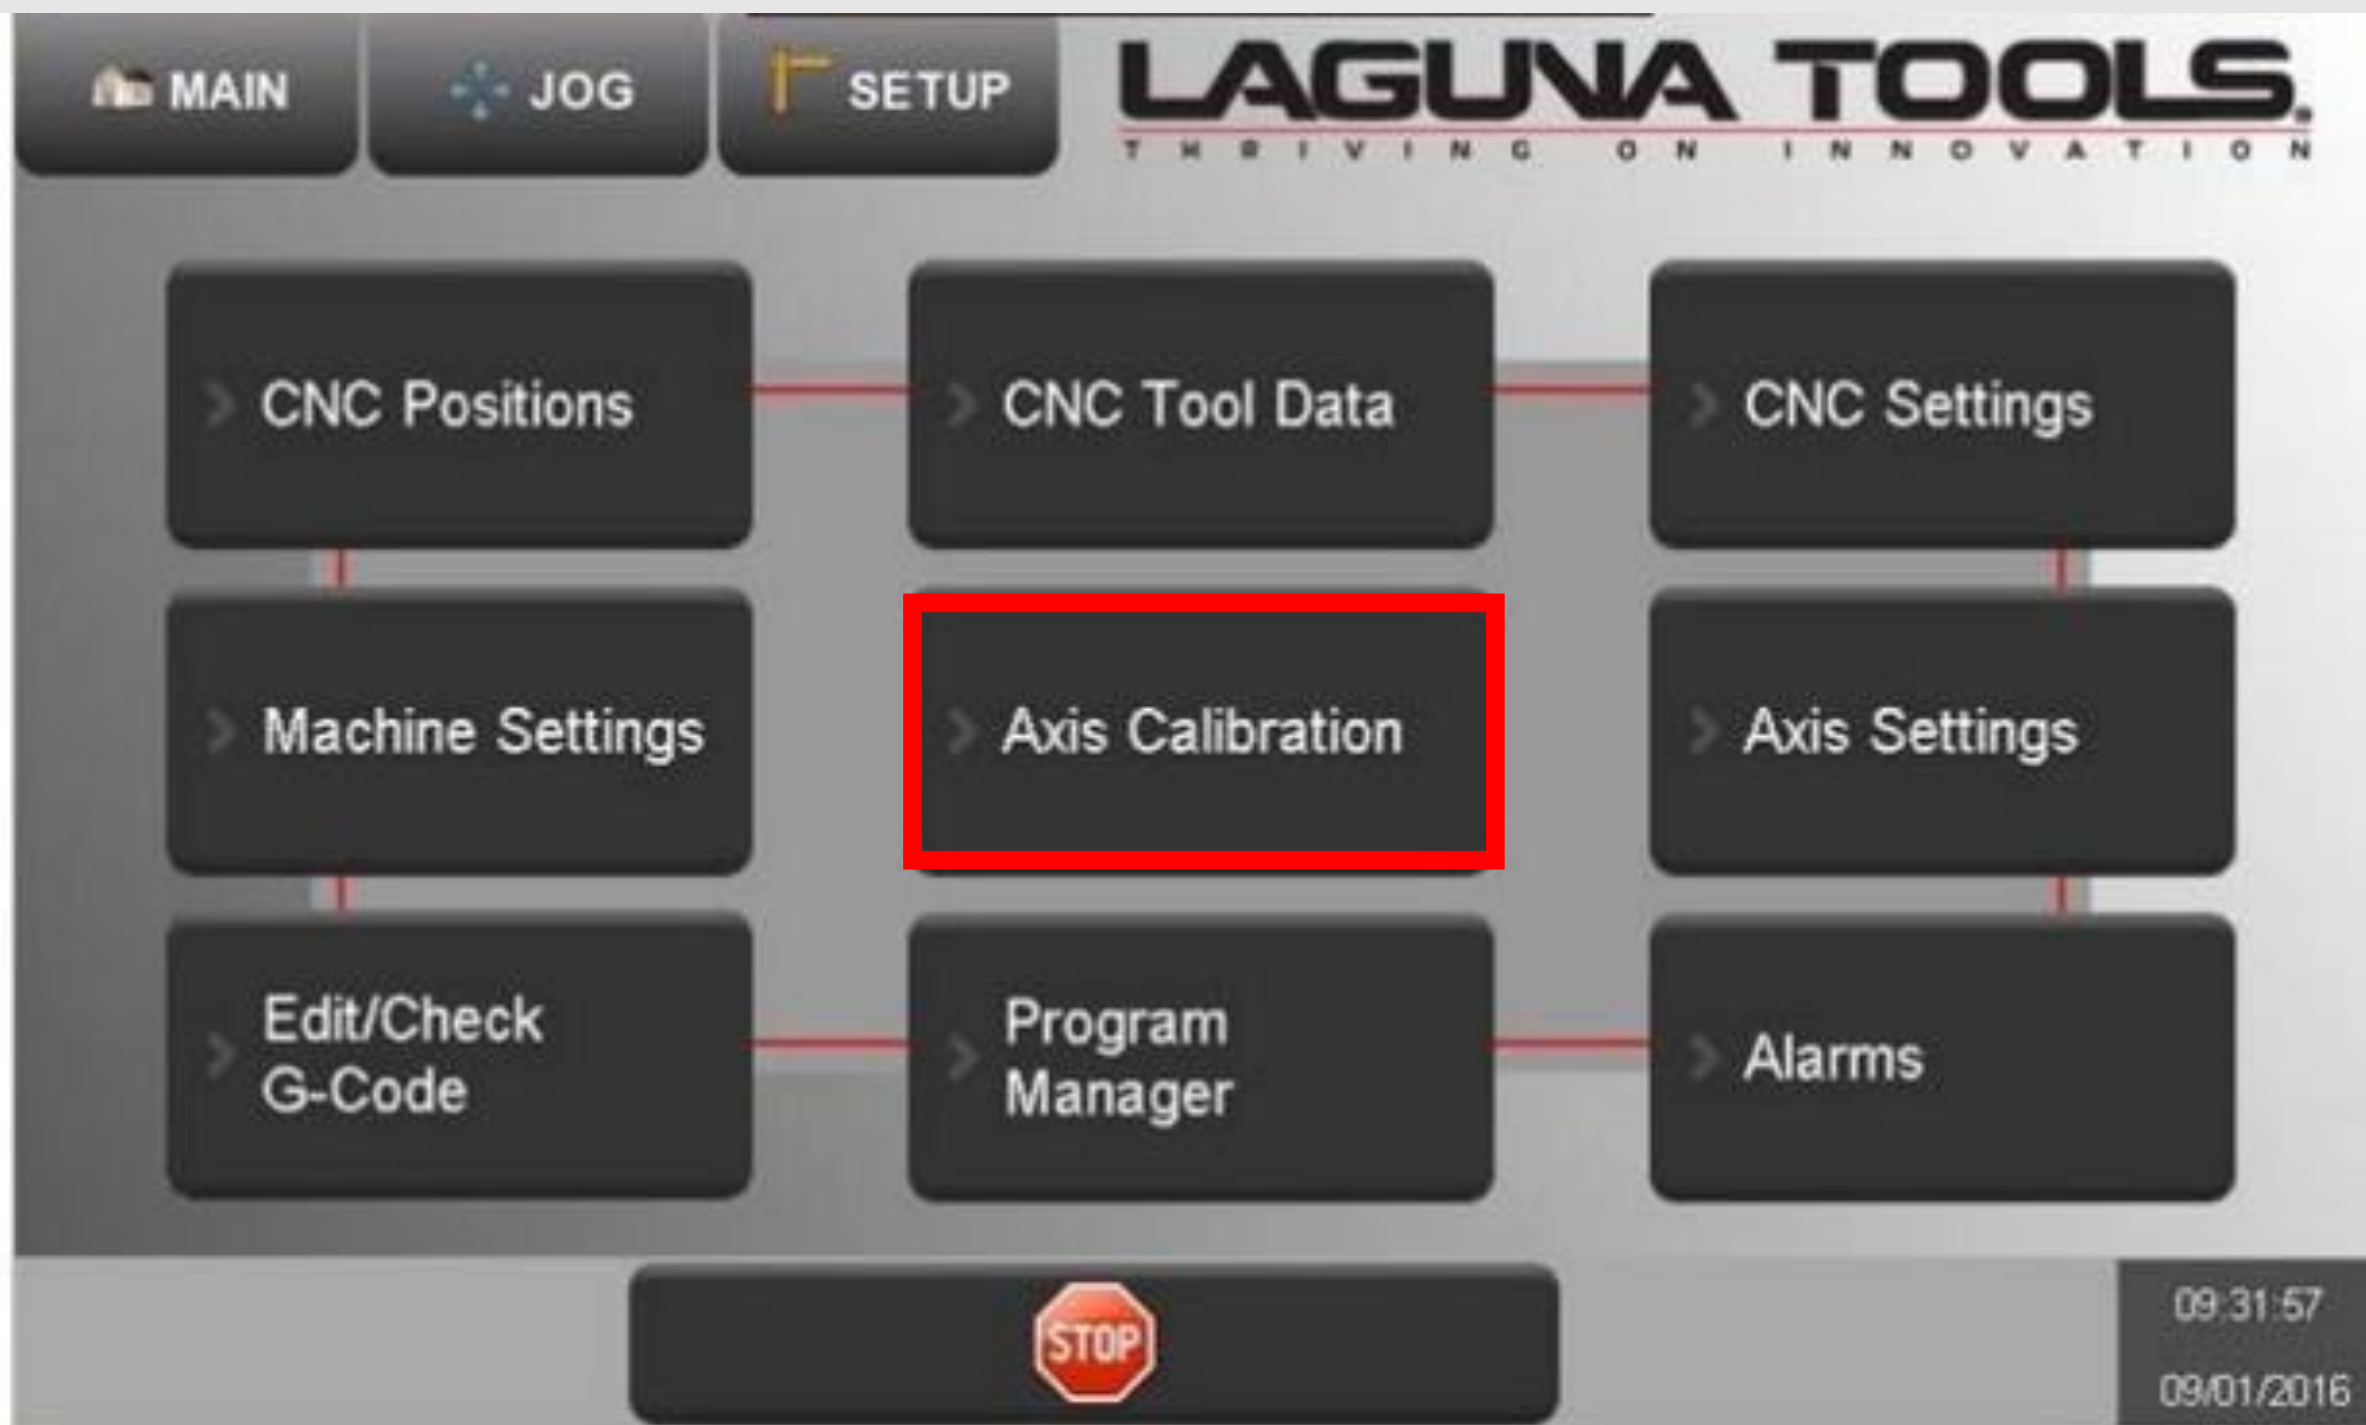 MAIN
JOG
SETUP
LAGUNA TOOLS®
THRIVING ON INNOVATION
CNC Positions
CNC Tool Data
CNC Settings
Machine Settings
Axis Calibration
Axis Settings
Edit/Check
G-Code
Program
Manager
Alarms
STOP
09:31:57
09/01/2016